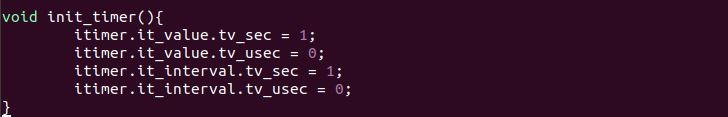 void init_timer(){
        itimer.it_value.tv_sec = 1;
        itimer.it_value.tv_usec = 0;
        itimer.it_interval.tv_sec = 1;
        itimer.it_interval.tv_usec = 0;
}